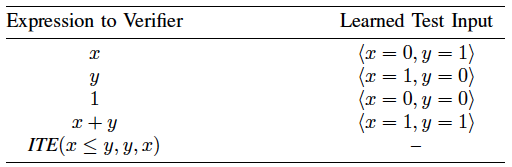 Expression to Verifier Learned Test Input
x ⟨x = 0, y = 1⟩
y ⟨x = 1, y = 0⟩
1 ⟨x = 0, y = 0⟩
x + y ⟨x = 1, y = 1⟩
ITE(x ≤ y, y, x) –